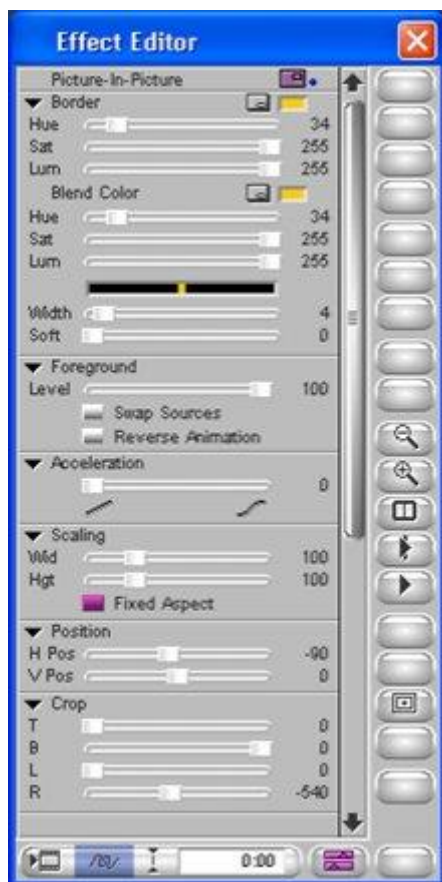 Effect Editor
Picture-In-Picture
Border
Hue 34
Sat 255
Lum 255
Blend Color
Hue 34
Sat 255
Lum 255
Width 4
Soft 0
Foreground
Level 100
Swap Sources
Reverse Animation
Acceleration
0
Scaling
Wid 100
Hgt 100
Fixed Aspect
Position
H Pos -90
V Pos 0
Crop
T 0
B 0
L 0
R -540
0:00